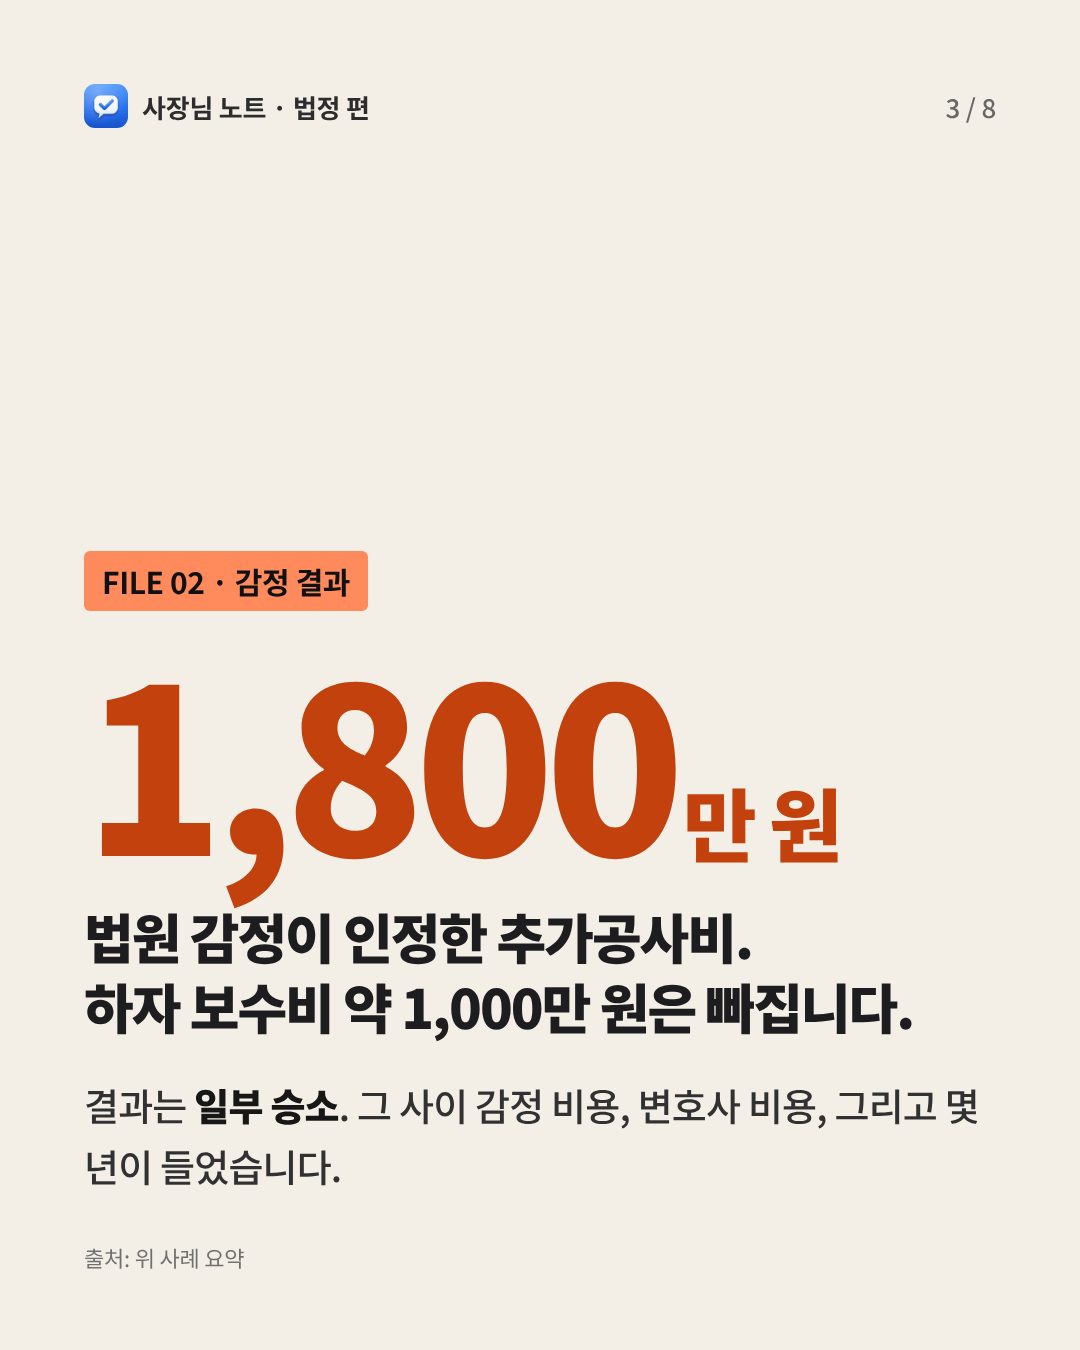 사장님 노트 · 법정 편
3 / 8
FILE 02 · 감정 결과
1,800만 원
법원 감정이 인정한 추가공사비.
하자 보수비 약 1,000만 원은 빠집니다.
결과는 일부 승소. 그 사이 감정 비용, 변호사 비용, 그리고 몇
년이 들었습니다.
출처: 위 사례 요약